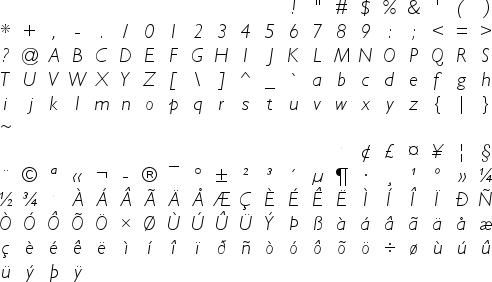 ! " # $ % & ' ( )
* + , - . / 0 1 2 3 4 5 6 7 8 9 : ; < = >
? @ A B C D E F G H I J K L M N O P Q R S
T U V W X Y Z [ \ ] ^ _ ` a b c d e f g h
i j k l m n o p q r s t u v w x y z { | }
~
¢ £ ¤ ¥ ¦ §
¨ © ª « ¬ - ® ¯ ° ± ² ³ ´ µ ¶ · ¸ ¹ º » ¼
½ ¾ À Á Â Ã Ä Å Æ Ç È É Ê Ë Ì Í Î Ï Ð Ñ
Ò Ó Ô Õ Ö × Ø Ù Ú Û Ü Ý Þ ß à á â ã ä å æ
ç è é ê ë ì í î ï ð ñ ò ó ô õ ö ÷ ø ù ú û
ü ý þ ÿ